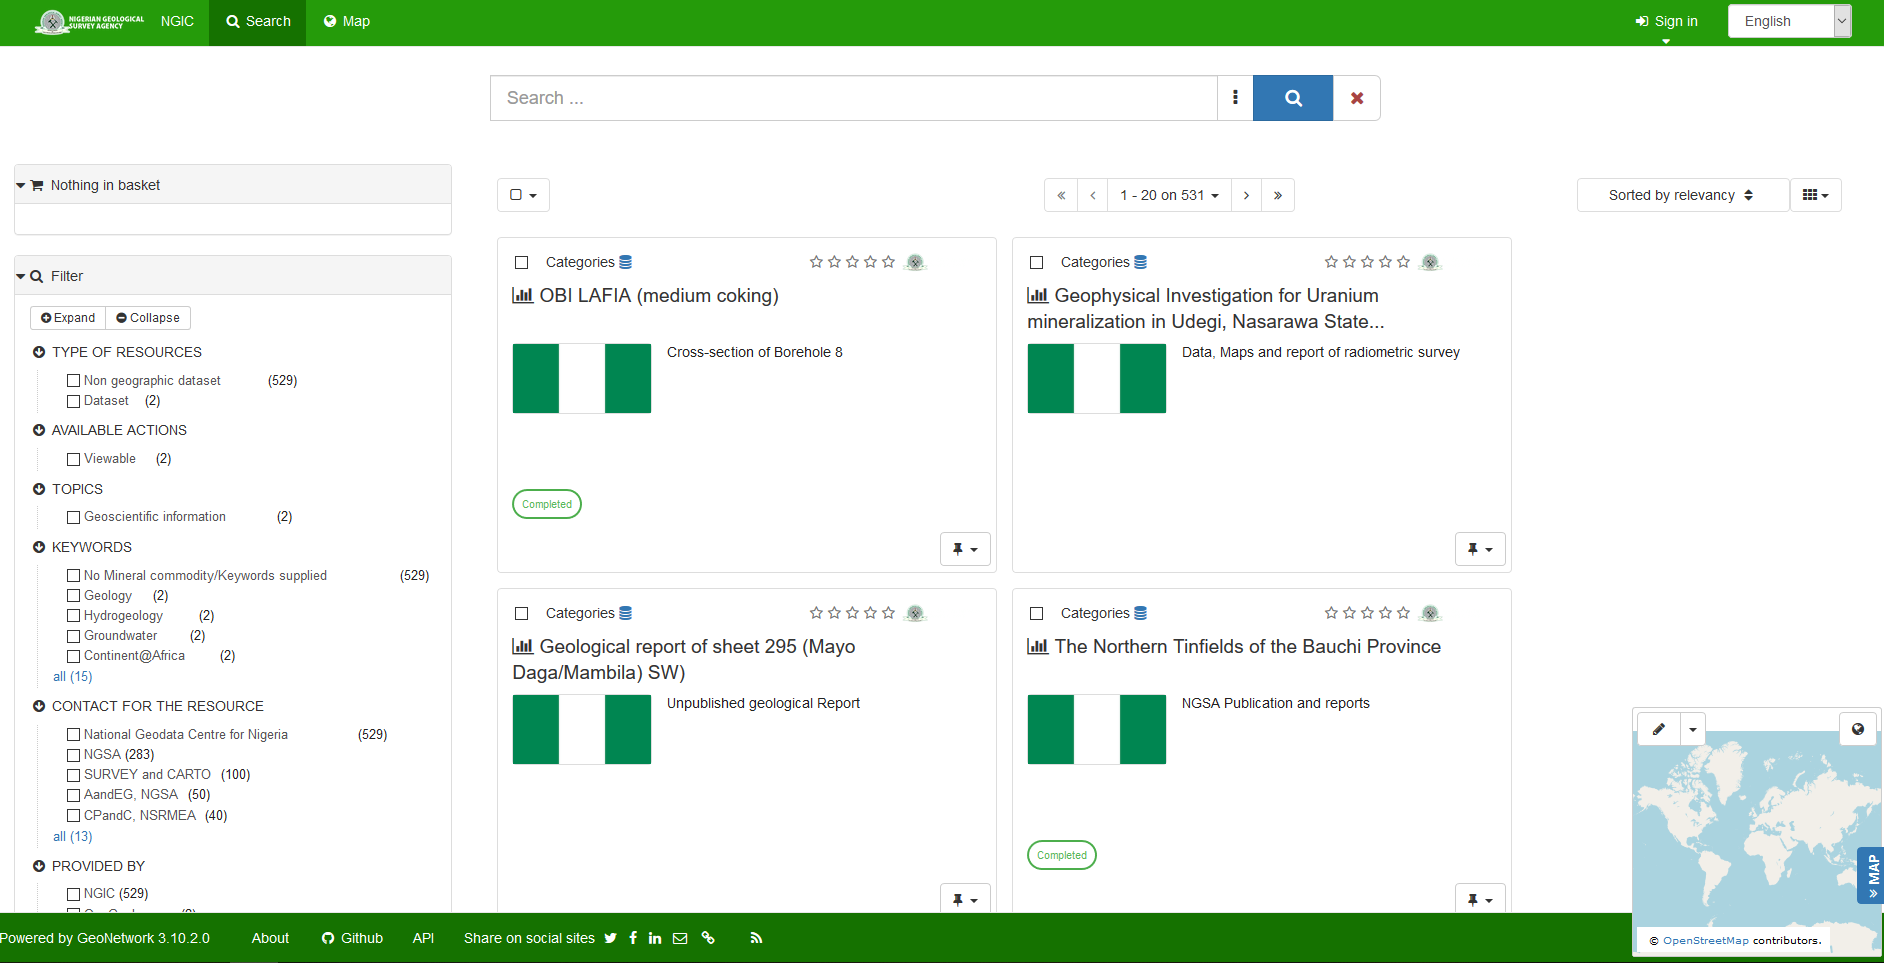 NIGERIAN GEOLOGICAL
SURVEY AGENCY
NGIC
Search
Map
Sign in
English
Search ...
Nothing in basket
1 - 20 on 531
Sorted by relevancy
Filter
Expand
Collapse
TYPE OF RESOURCES
Non geographic dataset (529)
Dataset (2)
AVAILABLE ACTIONS
Viewable (2)
TOPICS
Geoscientific information (2)
KEYWORDS
No Mineral commodity/Keywords supplied (529)
Geology (2)
Hydrogeology (2)
Groundwater (2)
Continent@Africa (2)
all (15)
CONTACT FOR THE RESOURCE
National Geodata Centre for Nigeria (529)
NGSA (283)
SURVEY and CARTO (100)
AandEG, NGSA (50)
CPandC, NSRMEA (40)
all (13)
PROVIDED BY
NGIC (529)
Categories
OBI LAFIA (medium coking)
Cross-section of Borehole 8
Completed
Categories
Geophysical Investigation for Uranium
mineralization in Udegi, Nasarawa State...
Data, Maps and report of radiometric survey
Categories
Geological report of sheet 295 (Mayo
Daga/Mambila) SW)
Unpublished geological Report
Categories
The Northern Tinfields of the Bauchi Province
NGSA Publication and reports
Completed
MAP
© OpenStreetMap contributors.
Powered by GeoNetwork 3.10.2.0
About
Github
API
Share on social sites